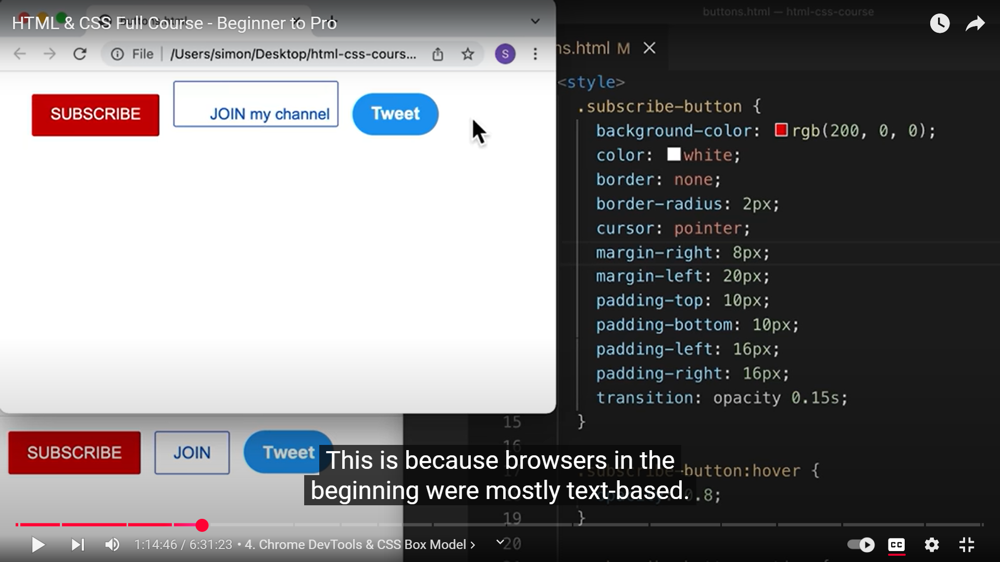 buttons.html — html-css-course
HTML & CSS Full Course - Beginner to Pro
File
/Users/simon/Desktop/html-css-cours...
S
ns.html M
SUBSCRIBE
JOIN my channel
Tweet
<style>
.subscribe-button {
background-color: rgb(200, 0, 0);
color: white;
border: none;
border-radius: 2px;
cursor: pointer;
margin-right: 8px;
margin-left: 20px;
padding-top: 10px;
padding-bottom: 10px;
padding-left: 16px;
padding-right: 16px;
transition: opacity 0.15s;
15 }
16
SUBSCRIBE
JOIN
Tweet
.subscribe-button:hover {
opacity: 0.8;
This is because browsers in the
beginning were mostly text-based.
19 }
20
1:14:46 / 6:31:23 • 4. Chrome DevTools & CSS Box Model
CC